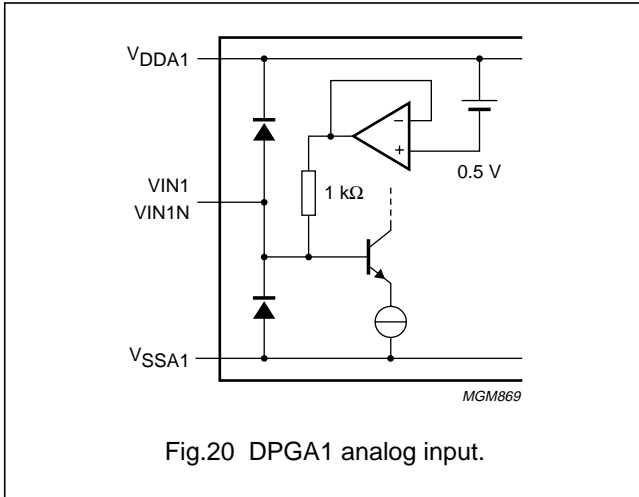 VDDA1
−
+
0.5 V
VIN1
VIN1N
1 kΩ
VSSA1
MGM869
Fig.20 DPGA1 analog input.